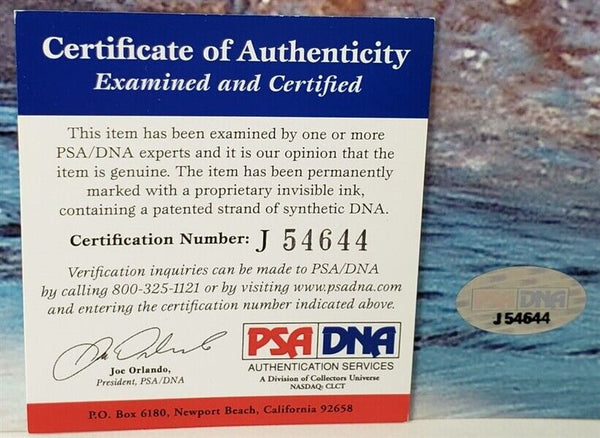 Certificate of Authenticity
Examined and Certified
This item has been examined by one or more
PSA/DNA experts and it is our opinion that the
item is genuine. The item has been permanently
marked with a proprietary invisible ink,
containing a patented strand of synthetic DNA.
Certification Number: J 54644
Verification inquiries can be made to PSA/DNA
by calling 800-325-1121 or by visiting www.psadna.com
and entering the certification number indicated above.
Joe Orlando,
President, PSA/DNA
PSA DNA
AUTHENTICATION SERVICES
A Division of Collectors Universe
NASDAQ: CLCT
P.O. Box 6180, Newport Beach, California 92658
PSA DNA
J54644